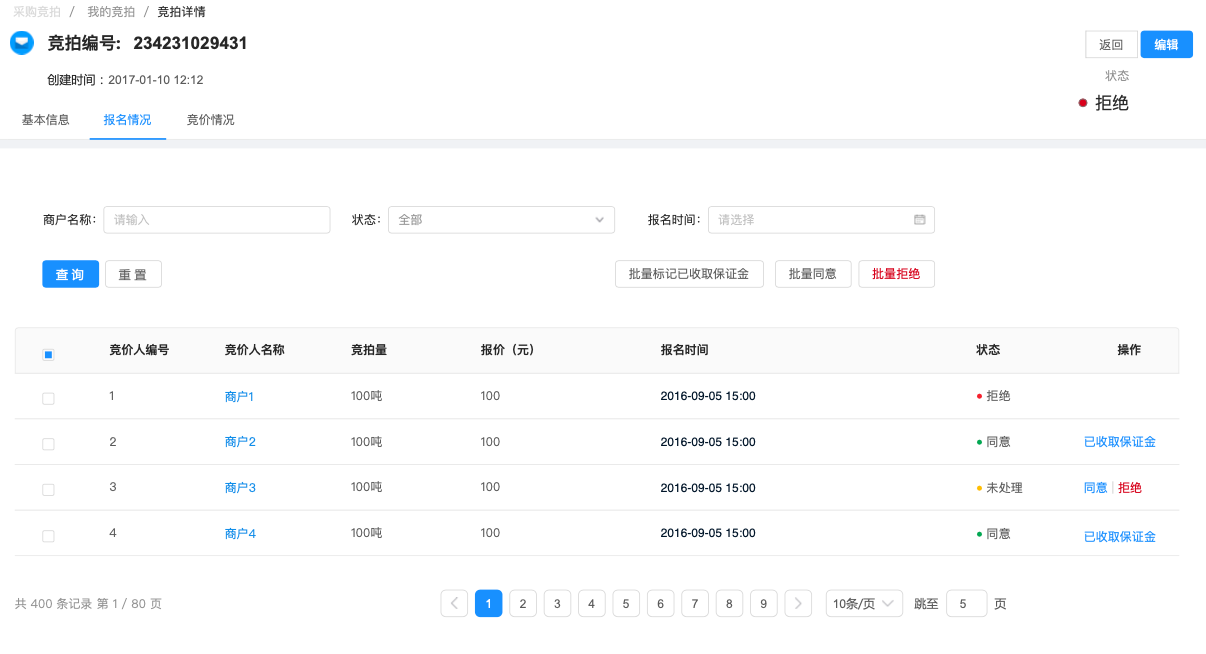 采购竞拍 / 我的竞拍 / 竞拍详情
竞拍编号: 234231029431
返回 编辑
创建时间：2017-01-10 12:12
状态
拒绝
基本信息 报名情况 竞价情况
商户名称: 请输入 状态: 全部 报名时间: 请选择
查 询 重 置 批量标记已收取保证金 批量同意 批量拒绝
竞价人编号 竞价人名称 竞拍量 报价（元） 报名时间 状态 操作
1 商户1 100吨 100 2016-09-05 15:00 拒绝
2 商户2 100吨 100 2016-09-05 15:00 同意 已收取保证金
3 商户3 100吨 100 2016-09-05 15:00 未处理 同意 | 拒绝
4 商户4 100吨 100 2016-09-05 15:00 同意 已收取保证金
共 400 条记录 第 1 / 80 页 1 2 3 4 5 6 7 8 9 10条/页 跳至 5 页